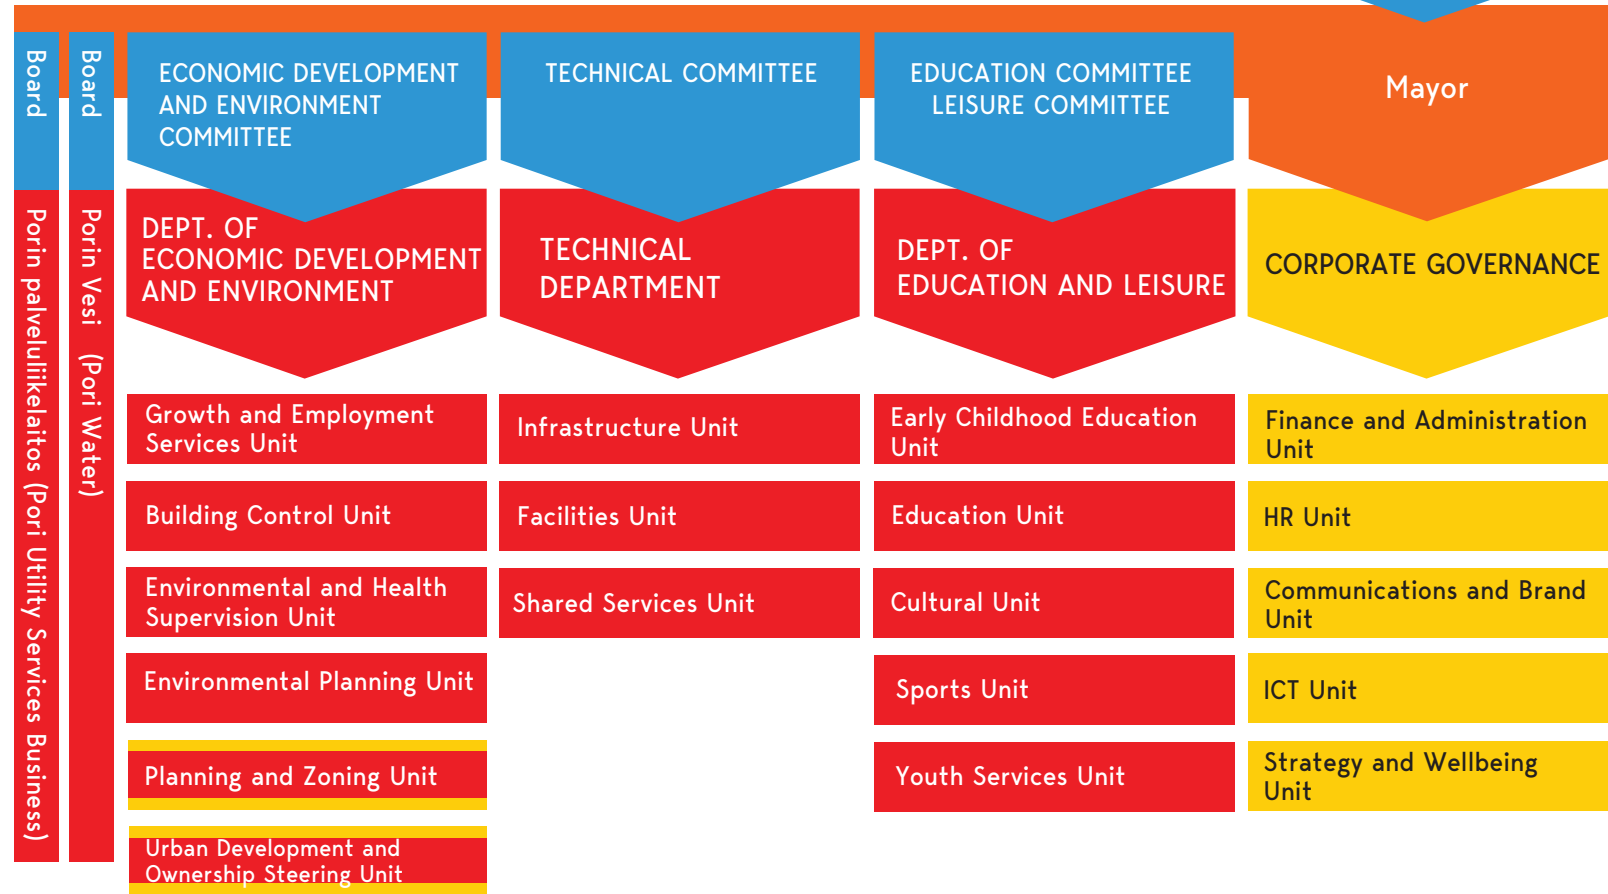 Board
Porin palveluliikelaitos (Pori Utility Services Business)
Board
Porin Vesi (Pori Water)
ECONOMIC DEVELOPMENT
AND ENVIRONMENT
COMMITTEE
DEPT. OF
ECONOMIC DEVELOPMENT
AND ENVIRONMENT
Growth and Employment
Services Unit
Building Control Unit
Environmental and Health
Supervision Unit
Environmental Planning Unit
Planning and Zoning Unit
Urban Development and
Ownership Steering Unit
TECHNICAL COMMITTEE
TECHNICAL
DEPARTMENT
Infrastructure Unit
Facilities Unit
Shared Services Unit
EDUCATION COMMITTEE
LEISURE COMMITTEE
DEPT. OF
EDUCATION AND LEISURE
Early Childhood Education
Unit
Education Unit
Cultural Unit
Sports Unit
Youth Services Unit
Mayor
CORPORATE GOVERNANCE
Finance and Administration
Unit
HR Unit
Communications and Brand
Unit
ICT Unit
Strategy and Wellbeing
Unit